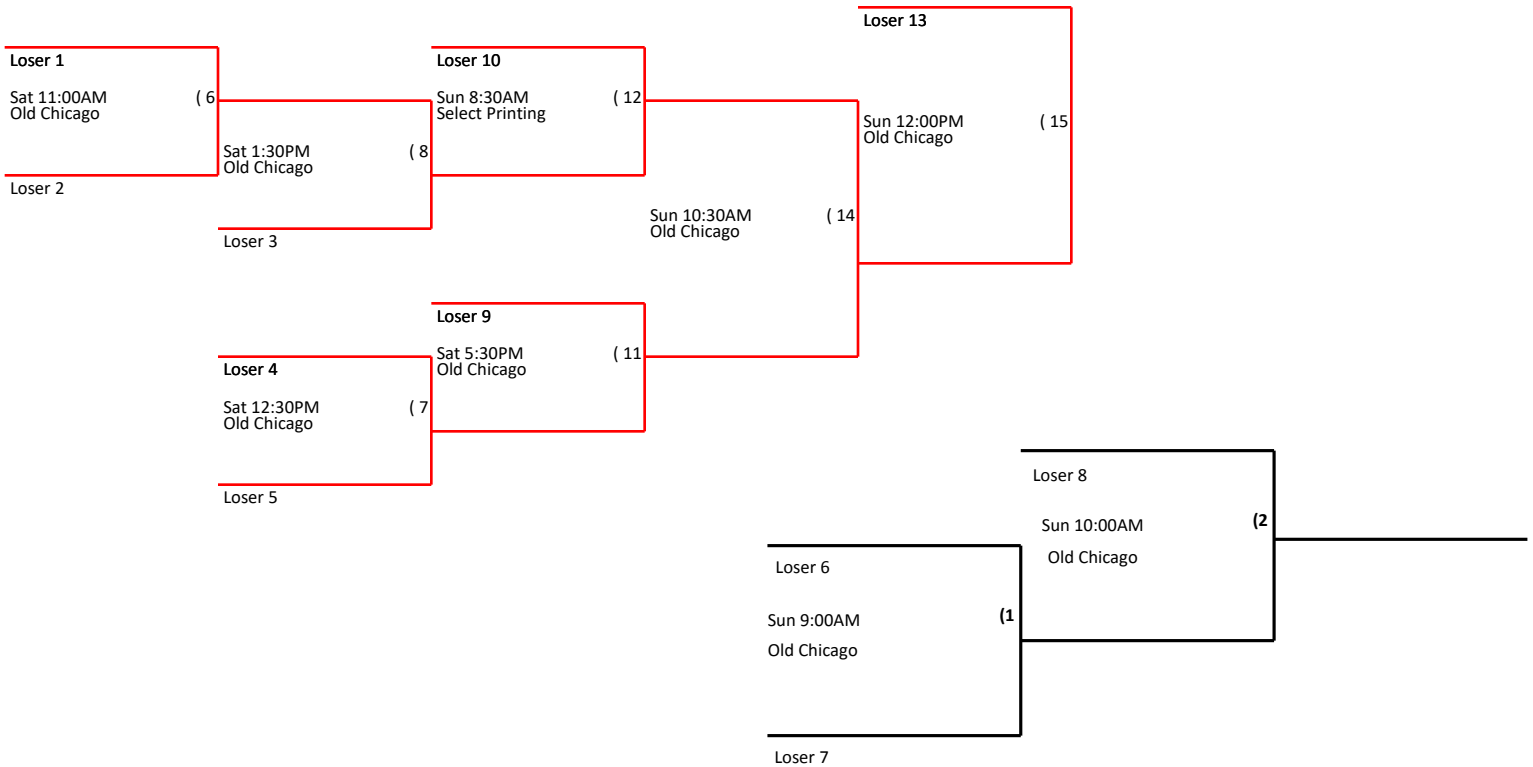 Loser 13
Loser 1
Loser 10
Sat 11:00AM
( 6
Old Chicago
Sun 8:30AM
( 12
Select Printing
Sun 12:00PM
( 15
Old Chicago
Sat 1:30PM
( 8
Old Chicago
Loser 2
Sun 10:30AM
( 14
Old Chicago
Loser 3
Loser 9
Sat 5:30PM
( 11
Old Chicago
Loser 4
Sat 12:30PM
( 7
Old Chicago
Loser 5
Loser 8
Sun 10:00AM
(2
Old Chicago
Loser 6
Sun 9:00AM
(1
Old Chicago
Loser 7